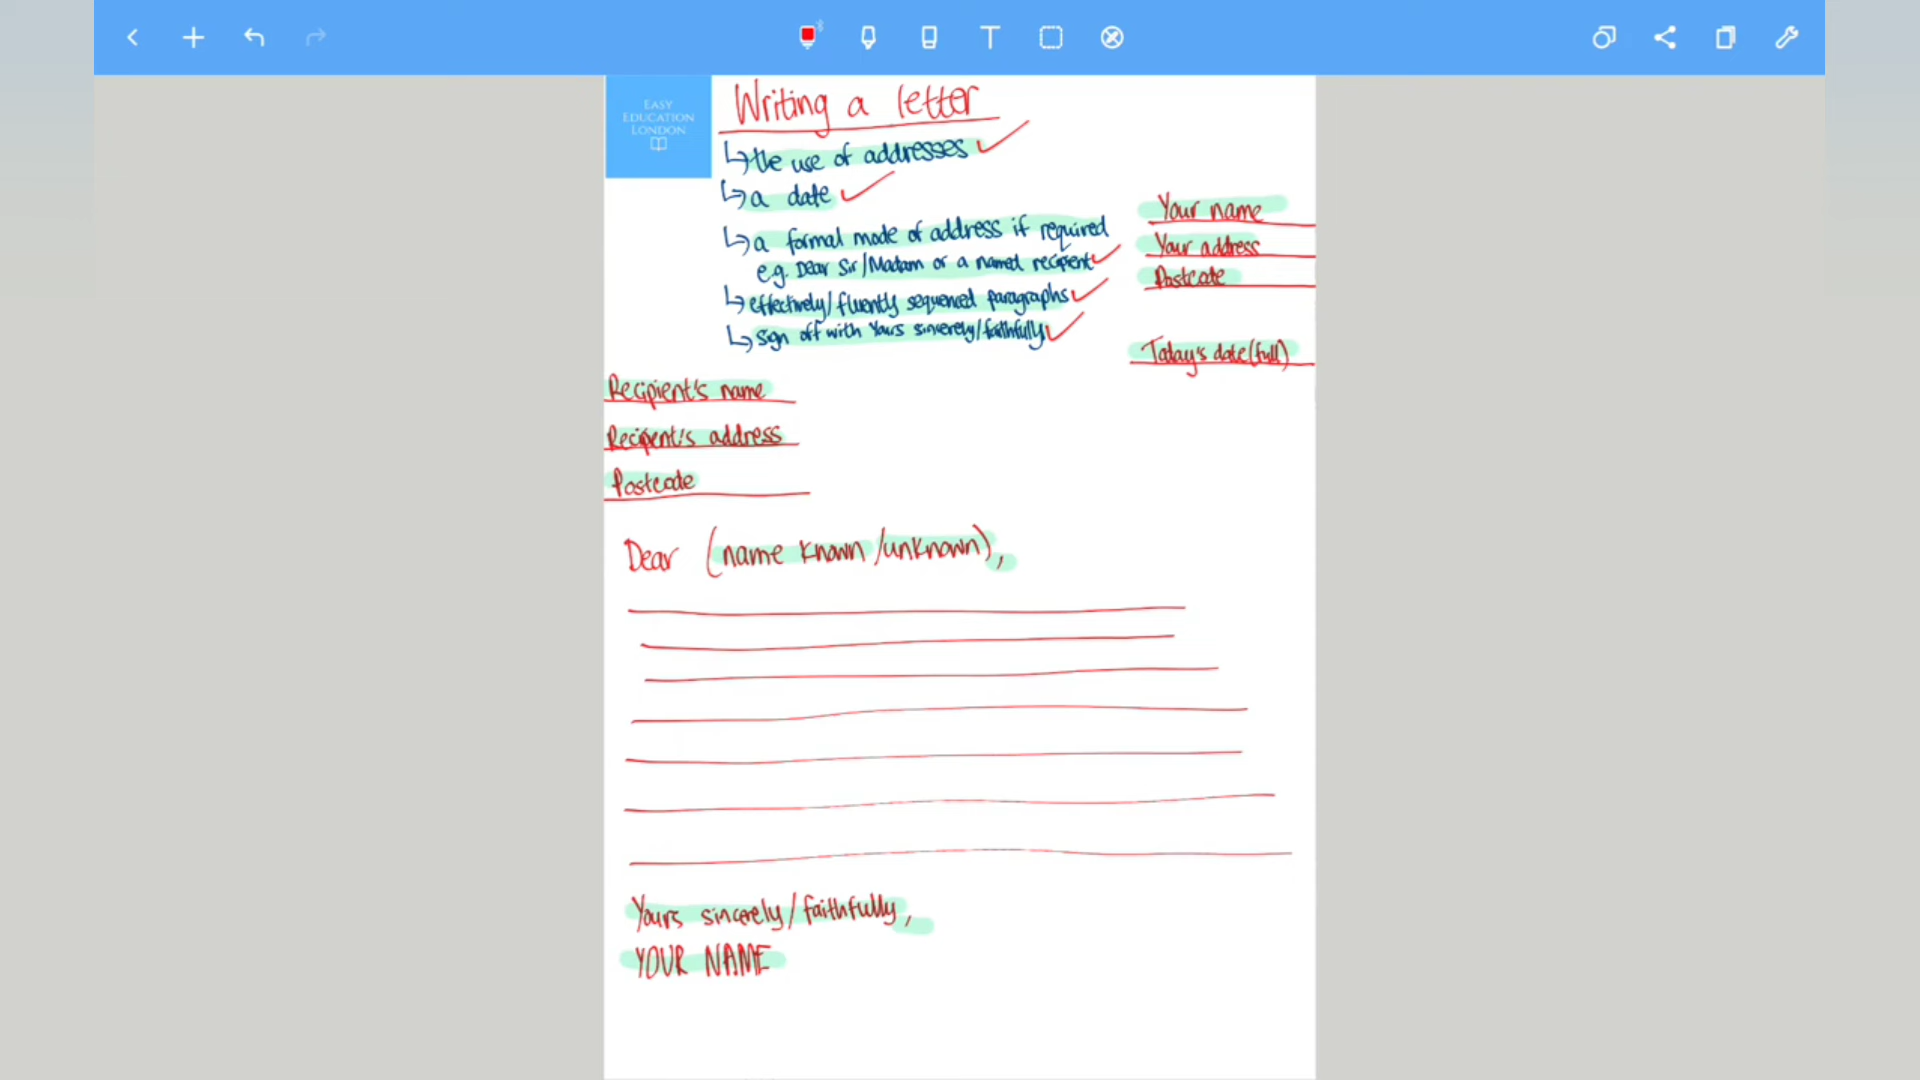 EASY
EDUCATION
LONDON
Writing a letter
↳the use of addresses ✓
↳a date ✓
↳a formal mode of address if required
e.g. Dear Sir/Madam or a named recipient ✓
↳effectively/fluently sequenced paragraphs ✓
↳sign off with Yours sincerely/faithfully ✓
Your name
Your address
Postcode
Today's date (full)
Recipient's name
Recipient's address
Postcode
Dear (name known /unknown),
Yours sincerely/faithfully,
YOUR NAME
T